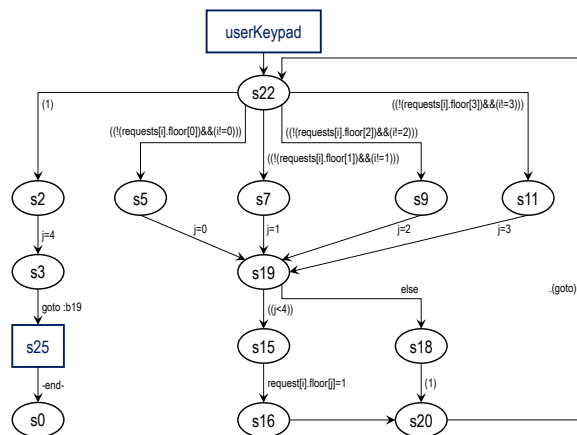 userKeypad
s22
(1)
((!(requests[i].floor[3])&&(i!=3)))
((!(requests[i].floor[0])&&(i!=0)))
((!(requests[i].floor[2])&&(i!=2)))
((!(requests[i].floor[1])&&(i!=1)))
s2
s5
s7
s9
s11
j=4
j=0
j=1
j=2
j=3
s3
s19
goto :b19
else
.(goto)
((j<4))
s25
s15
s18
-end-
request[i].floor[j]=1
(1)
s0
s16
s20